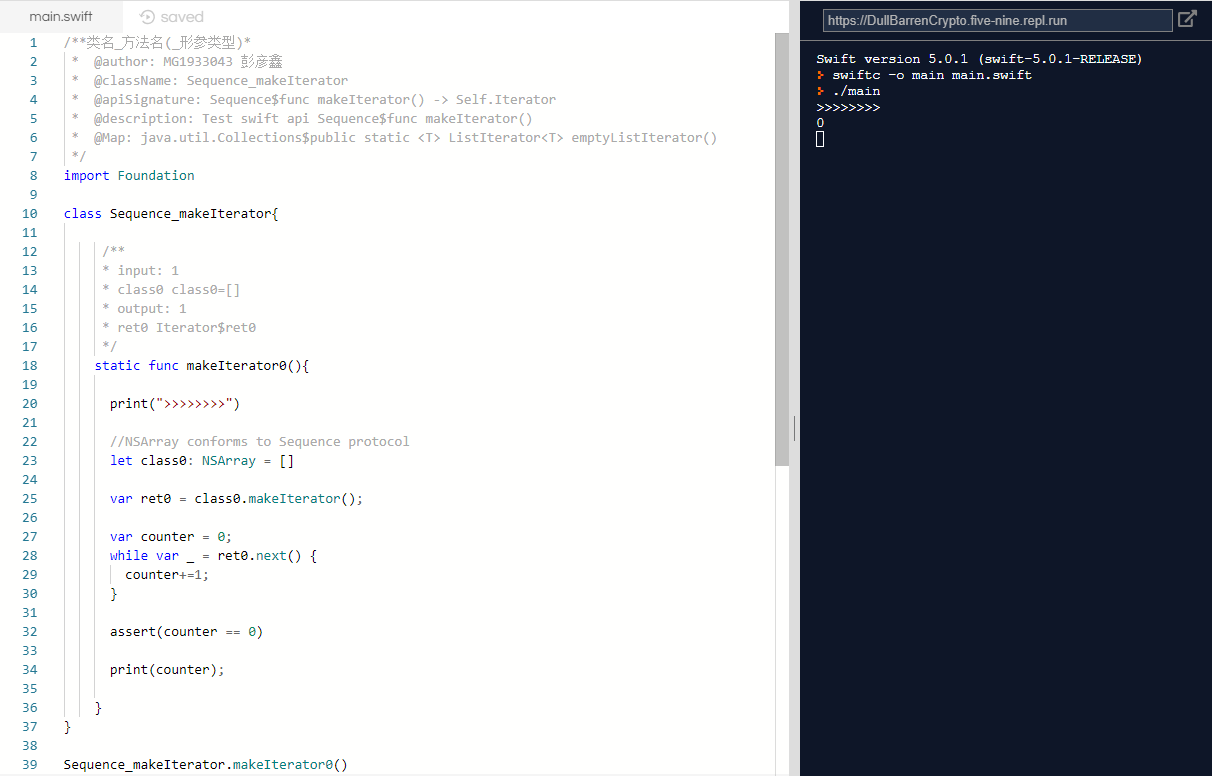 main.swift
saved
1 /**类名_方法名(_形参类型)*
2 * @author: MG1933043 彭彦鑫
3 * @className: Sequence_makeIterator
4 * @apiSignature: Sequence$func makeIterator() -> Self.Iterator
5 * @description: Test swift api Sequence$func makeIterator()
6 * @Map: java.util.Collections$public static <T> ListIterator<T> emptyListIterator()
7 */
8 import Foundation
9
10 class Sequence_makeIterator{
11
12 /**
13 * input: 1
14 * class0 class0=[]
15 * output: 1
16 * ret0 Iterator$ret0
17 */
18 static func makeIterator0(){
19
20 print(">>>>>>>>")
21
22 //NSArray conforms to Sequence protocol
23 let class0: NSArray = []
24
25 var ret0 = class0.makeIterator();
26
27 var counter = 0;
28 while var _ = ret0.next() {
29 counter+=1;
30 }
31
32 assert(counter == 0)
33
34 print(counter);
35
36 }
37 }
38
39 Sequence_makeIterator.makeIterator0()
https://DullBarrenCrypto.five-nine.repl.run
Swift version 5.0.1 (swift-5.0.1-RELEASE)
> swiftc -o main main.swift
> ./main
>>>>>>>>
0